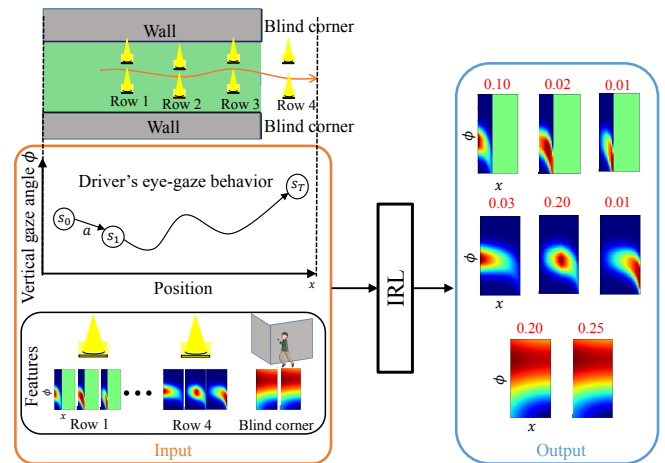 Wall
Blind corner
Row 1
Row 2
Row 3
Row 4
Wall
Blind corner
Vertical gaze angle ϕ
Driver's eye-gaze behavior
s₀
a
s₁
s_T
Position
x
Features
ϕ
x
Row 1
Row 4
Blind corner
Input
IRL
0.10
0.02
0.01
ϕ
x
0.03
0.20
0.01
ϕ
x
0.20
0.25
ϕ
x
Output